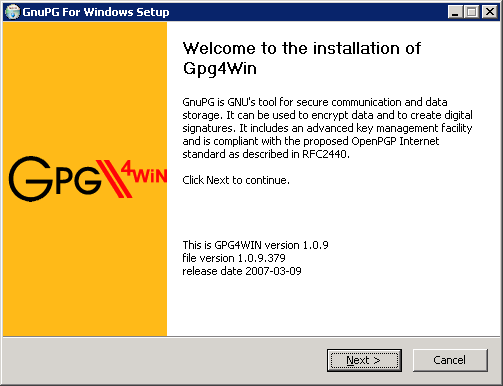 GnuPG For Windows Setup
Welcome to the installation of
Gpg4Win
GnuPG is GNU's tool for secure communication and data
storage. It can be used to encrypt data and to create digital
signatures. It includes an advanced key management facility
and is compliant with the proposed OpenPGP Internet
standard as described in RFC2440.
Click Next to continue.
GPG4WiN
This is GPG4WIN version 1.0.9
file version 1.0.9.379
release date 2007-03-09
Next >
Cancel